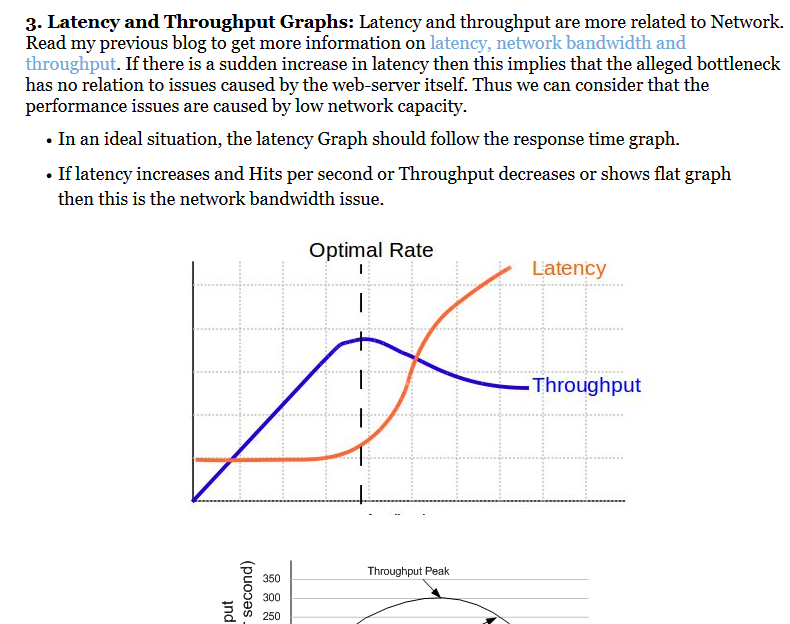 3. Latency and Throughput Graphs: Latency and throughput are more related to Network.
Read my previous blog to get more information on latency, network bandwidth and
throughput. If there is a sudden increase in latency then this implies that the alleged bottleneck
has no relation to issues caused by the web-server itself. Thus we can consider that the
performance issues are caused by low network capacity.
• In an ideal situation, the latency Graph should follow the response time graph.
• If latency increases and Hits per second or Throughput decreases or shows flat graph
then this is the network bandwidth issue.
Optimal Rate
Latency
Throughput
Throughput Peak
350
300
250
second)